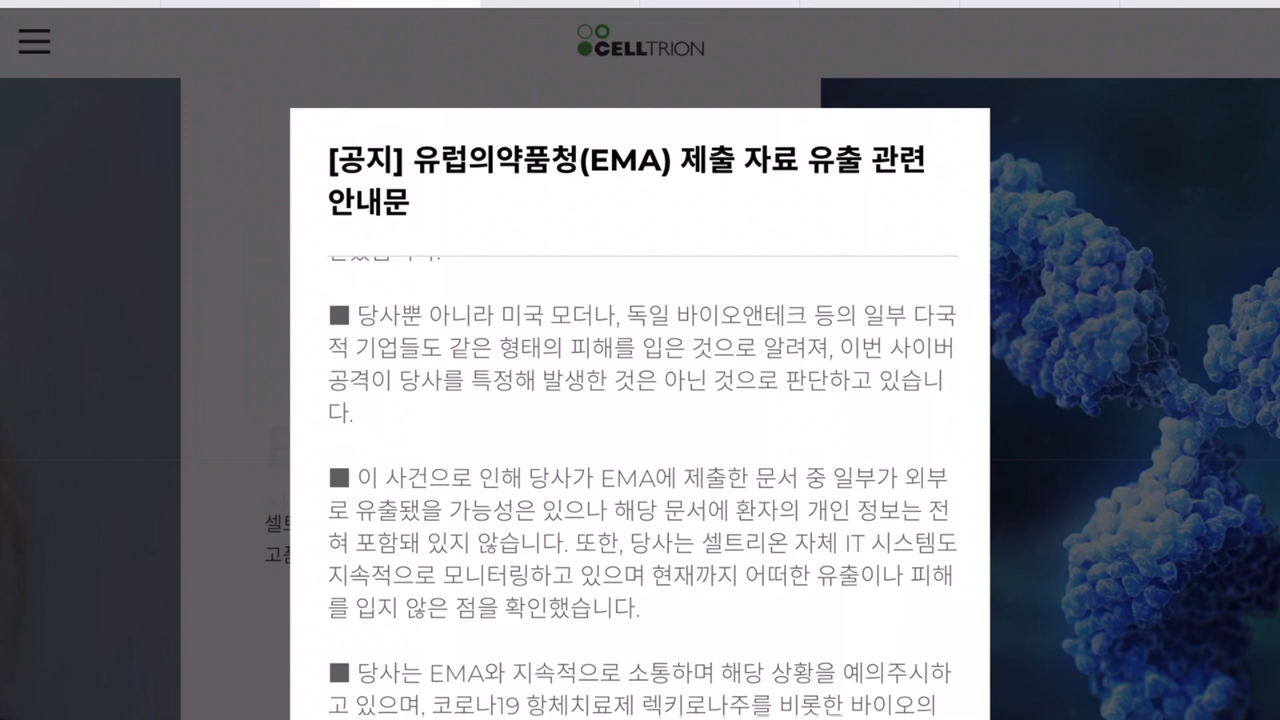 CELLTRION
[공지] 유럽의약품청(EMA) 제출 자료 유출 관련
안내문
■ 당사뿐 아니라 미국 모더나, 독일 바이오앤테크 등의 일부 다국
적 기업들도 같은 형태의 피해를 입은 것으로 알려져, 이번 사이버
공격이 당사를 특정해 발생한 것은 아닌 것으로 판단하고 있습니
다.
■ 이 사건으로 인해 당사가 EMA에 제출한 문서 중 일부가 외부
로 유출됐을 가능성은 있으나 해당 문서에 환자의 개인 정보는 전
혀 포함돼 있지 않습니다. 또한, 당사는 셀트리온 자체 IT 시스템도
지속적으로 모니터링하고 있으며 현재까지 어떠한 유출이나 피해
를 입지 않은 점을 확인했습니다.
■ 당사는 EMA와 지속적으로 소통하며 해당 상황을 예의주시하
고 있으며, 코로나19 항체치료제 렉키로나주를 비롯한 바이오의